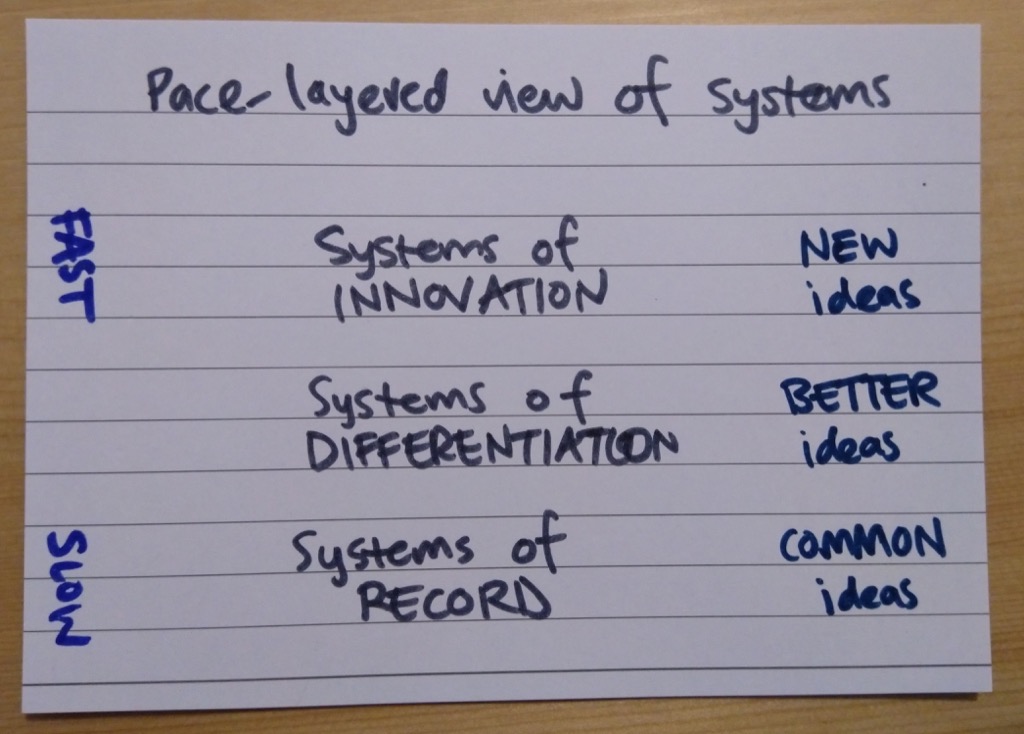 Pace-layered view of systems
FAST
Systems of
INNOVATION
NEW
ideas
Systems of
DIFFERENTIATION
BETTER
ideas
SLOW
Systems of
RECORD
COMMON
ideas